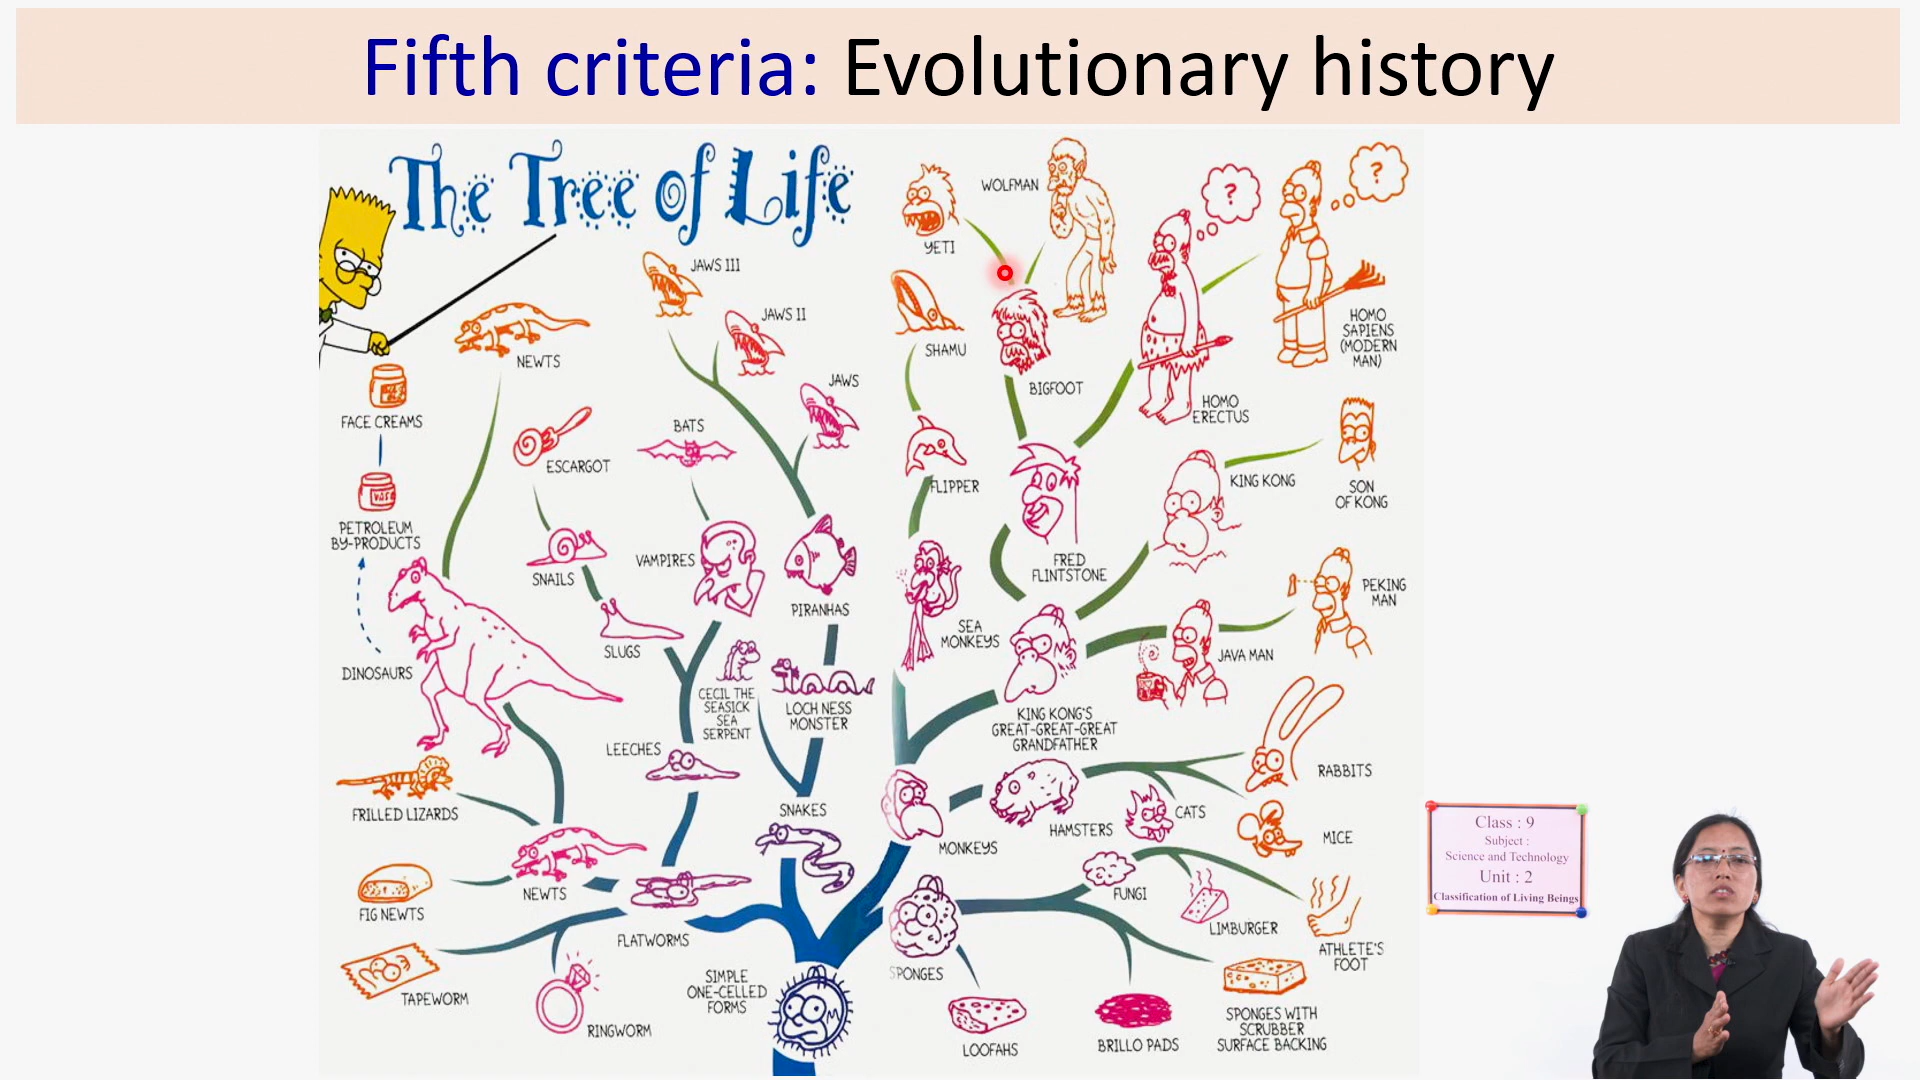 Fifth criteria: Evolutionary history
The Tree of Life
WOLFMAN
YETI
?
?
JAWS III
JAWS II
NEWTS
SHAMU
HOMO
SAPIENS
(MODERN
MAN)
BIGFOOT
JAWS
HOMO
ERECTUS
FACE CREAMS
BATS
ESCARGOT
FLIPPER
KING KONG
SON
OF KONG
PETROLEUM
BY-PRODUCTS
VAMPIRES
FRED
FLINTSTONE
SNAILS
PIRANHAS
PEKING
MAN
SEA
MONKEYS
SLUGS
JAVA MAN
DINOSAURS
CECIL THE
SEASICK
SEA
SERPENT
LOCH NESS
MONSTER
KING KONG'S
GREAT-GREAT-GREAT
GRANDFATHER
LEECHES
RABBITS
FRILLED LIZARDS
SNAKES
CATS
HAMSTERS
MICE
MONKEYS
FIG NEWTS
NEWTS
FUNGI
LIMBURGER
FLATWORMS
ATHLETE'S
FOOT
TAPEWORM
SIMPLE
ONE-CELLED
FORMS
SPONGES
RINGWORM
LOOFAHS
BRILLO PADS
SPONGES WITH
SCRUBBER
SURFACE BACKING
Class : 9
Subject :
Science and Technology
Unit : 2
Classification of Living Beings